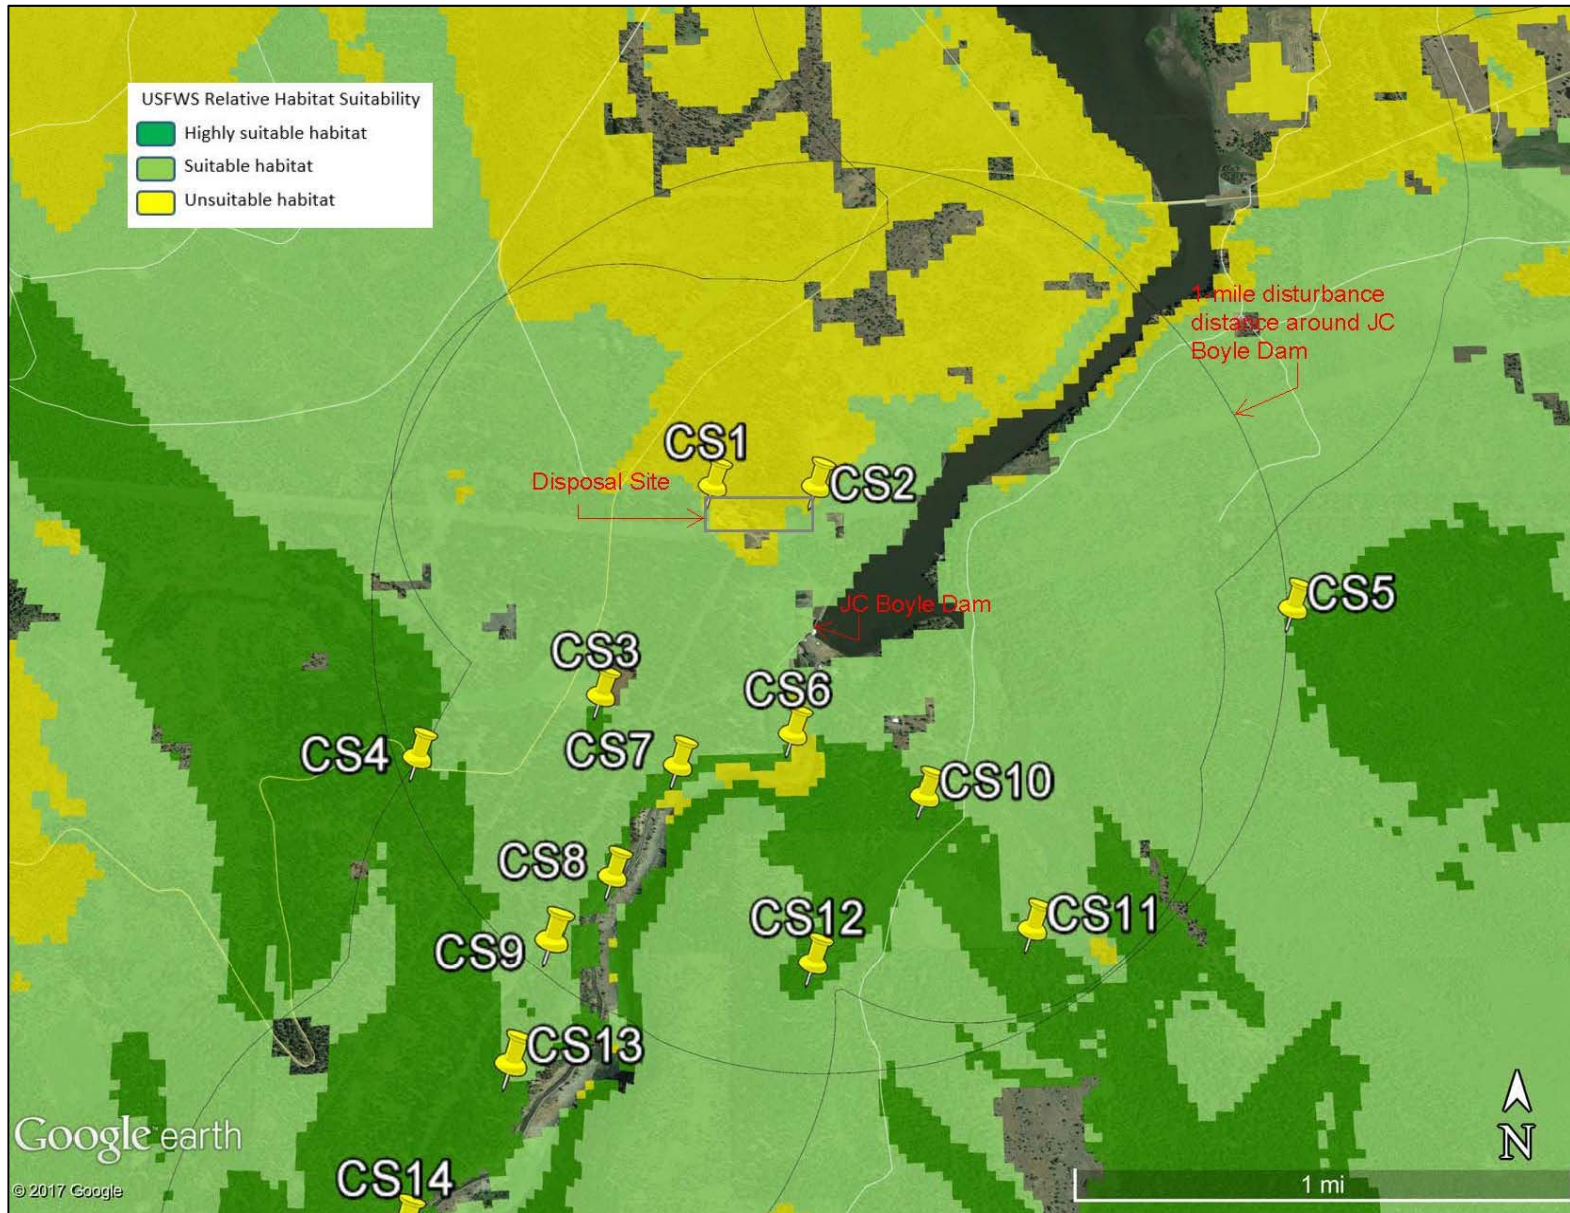 USFWS Relative Habitat Suitability
Highly suitable habitat
Suitable habitat
Unsuitable habitat
1-mile disturbance
distance around JC
Boyle Dam
CS1
Disposal Site
CS2
CS5
JC Boyle Dam
CS3
CS6
CS4
CS7
CS10
CS8
CS9
CS12
CS11
CS13
CS14
Google earth
© 2017 Google
N
1 mi